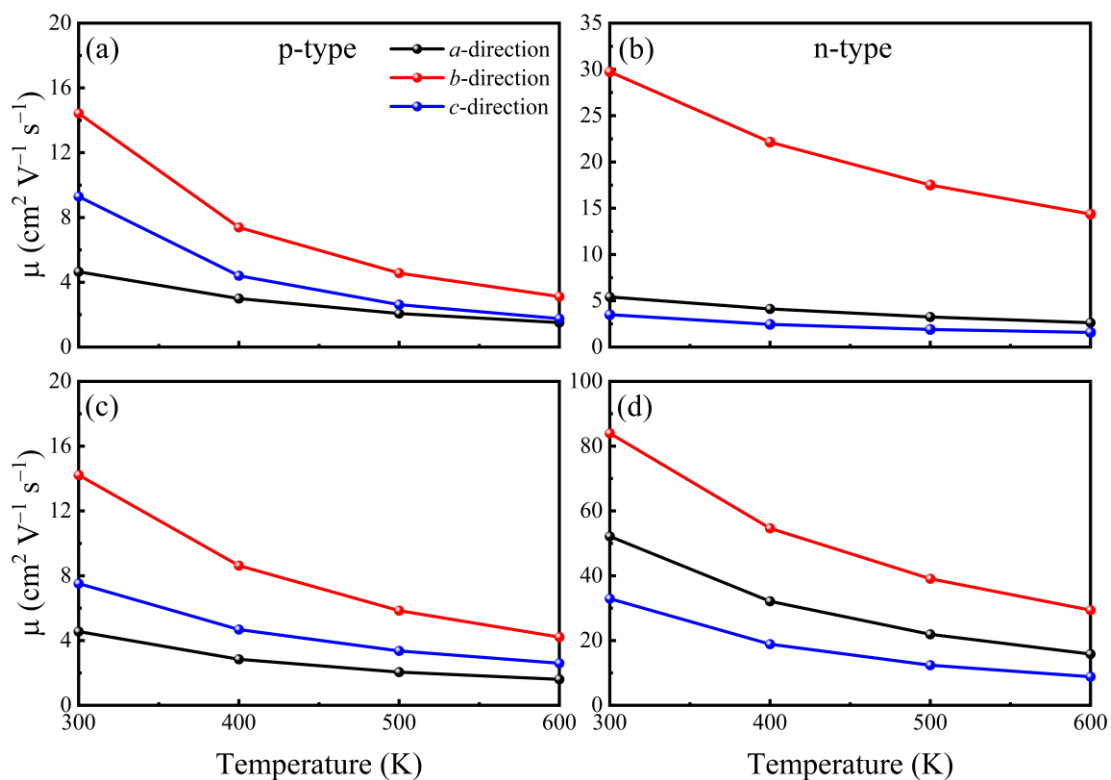 (a) p-type
a-direction
b-direction
c-direction
20
16
12
8
4
0
μ (cm² V⁻¹ s⁻¹)
(b) n-type
35
30
25
20
15
10
5
0
(c)
20
16
12
8
4
0
μ (cm² V⁻¹ s⁻¹)
300 400 500 600
Temperature (K)
(d)
100
80
60
40
20
0
300 400 500 600
Temperature (K)